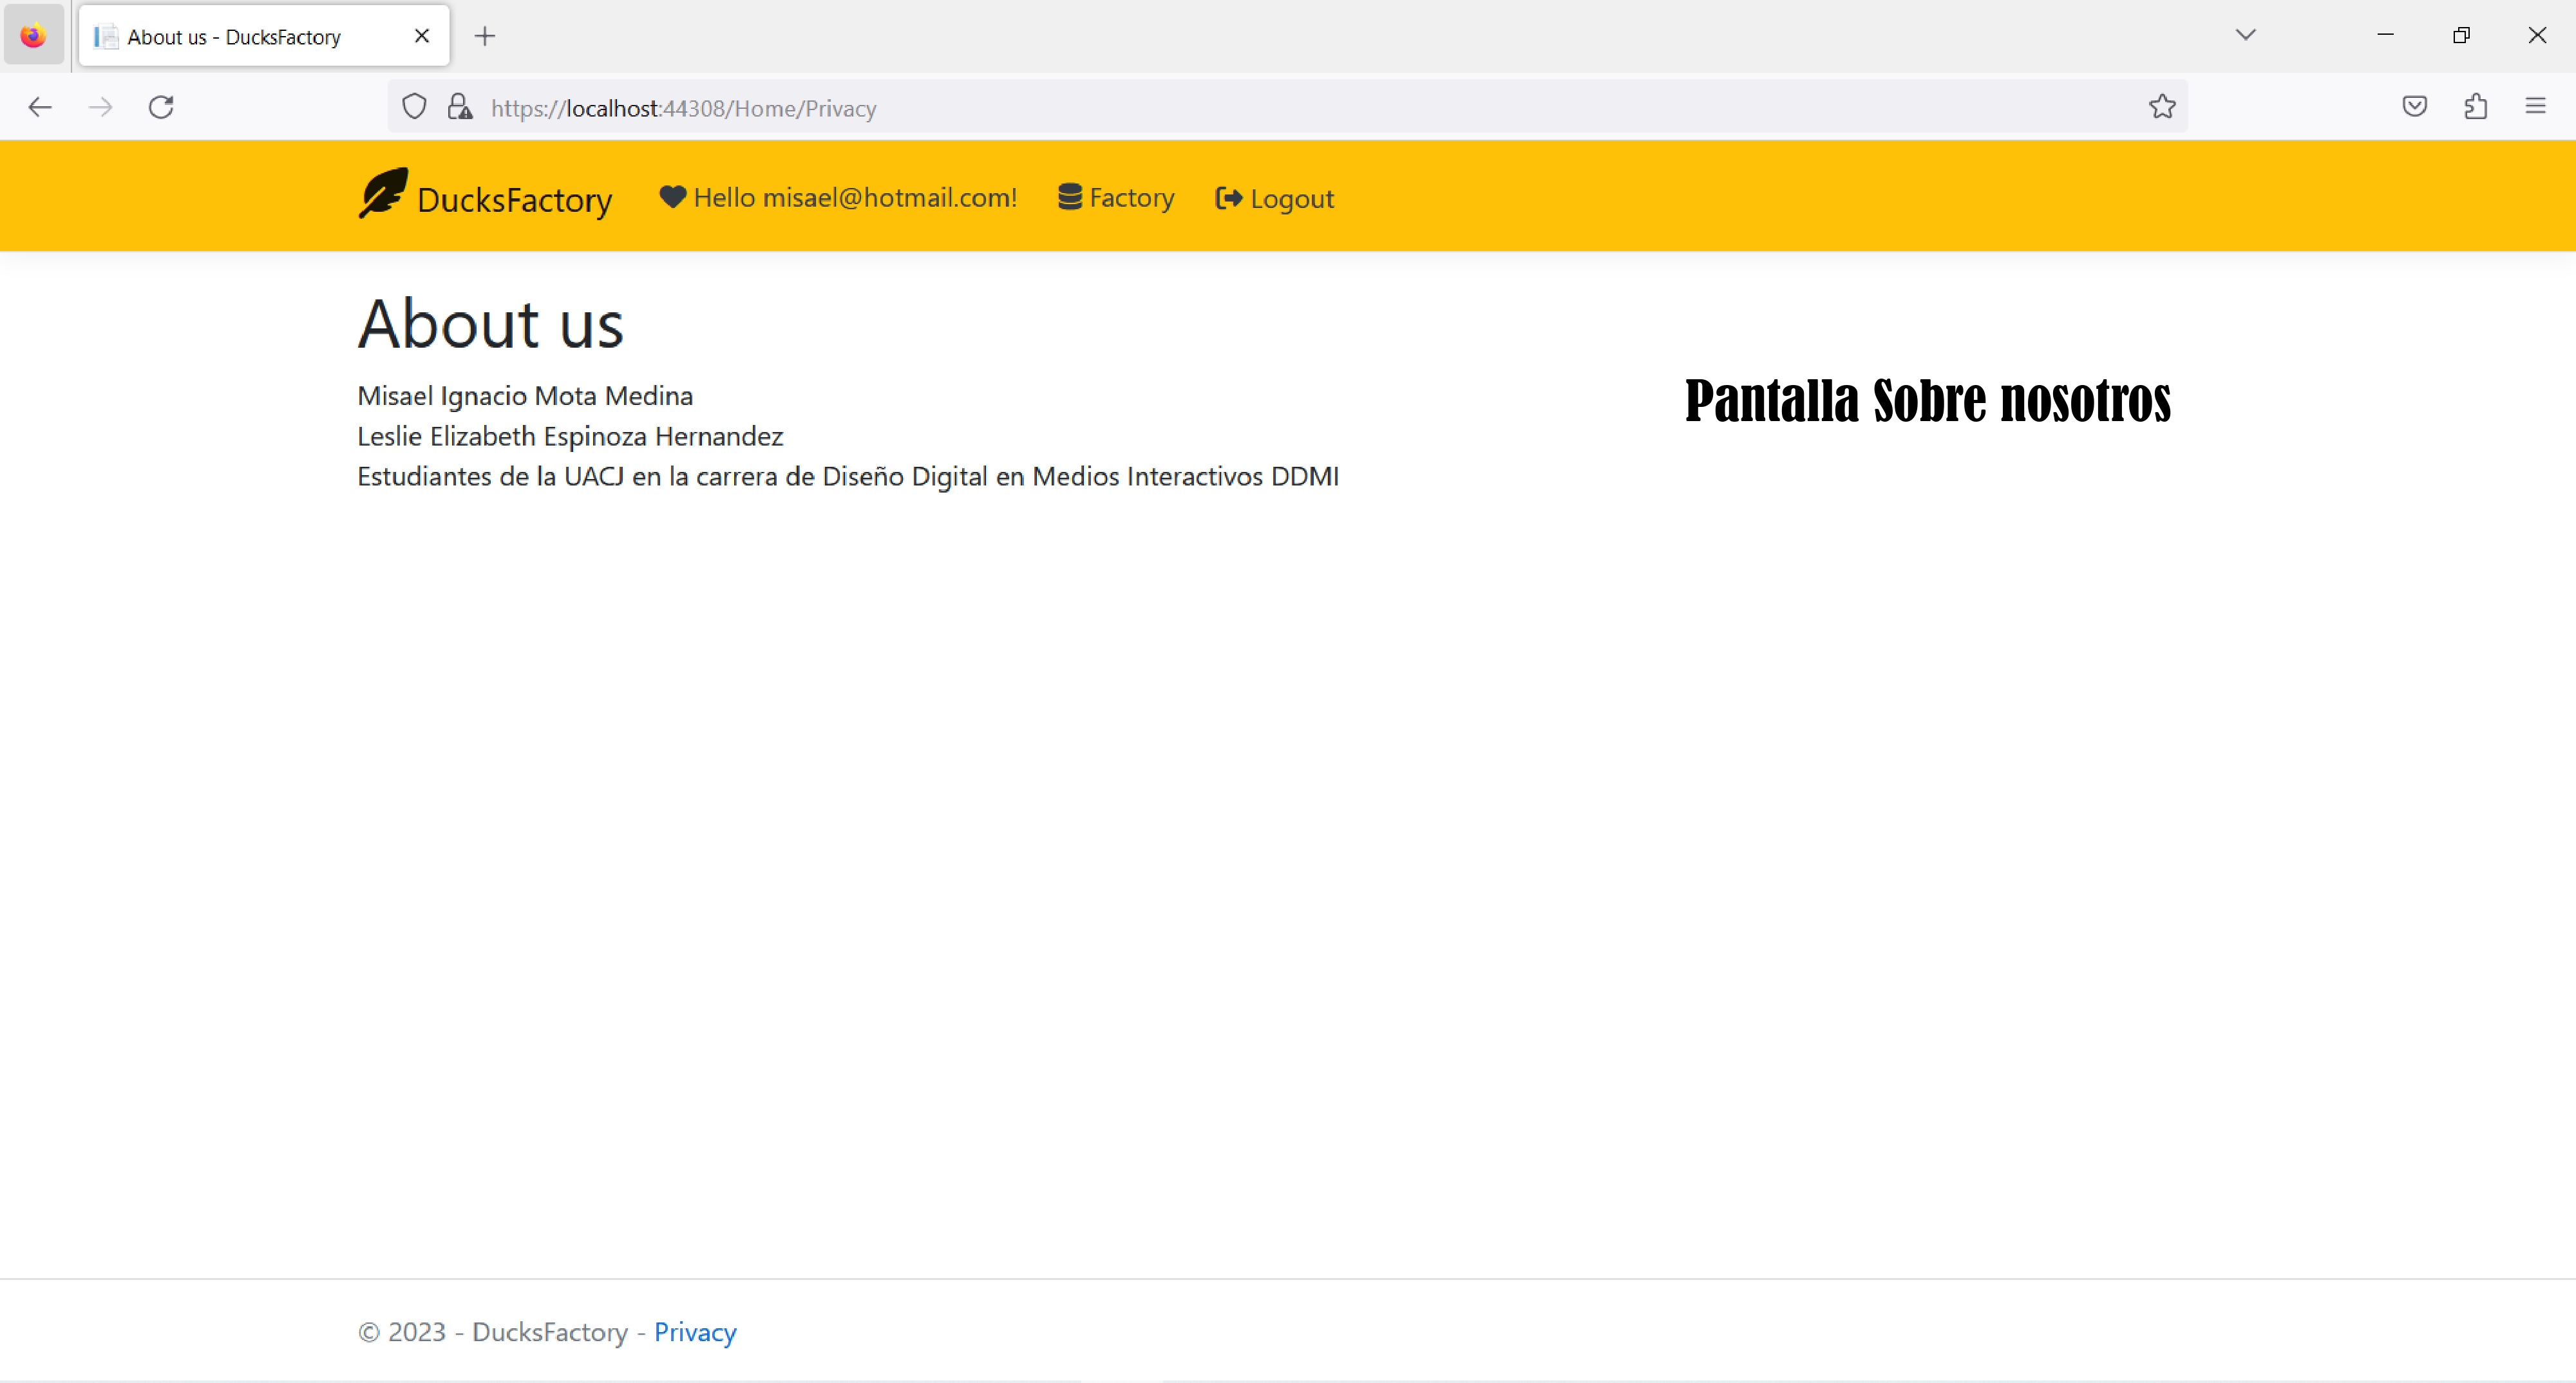 About us - DucksFactory
https://localhost:44308/Home/Privacy
DucksFactory Hello misael@hotmail.com! Factory Logout
About us
Misael Ignacio Mota Medina
Leslie Elizabeth Espinoza Hernandez
Estudiantes de la UACJ en la carrera de Diseño Digital en Medios Interactivos DDMI
Pantalla Sobre nosotros
© 2023 - DucksFactory - Privacy